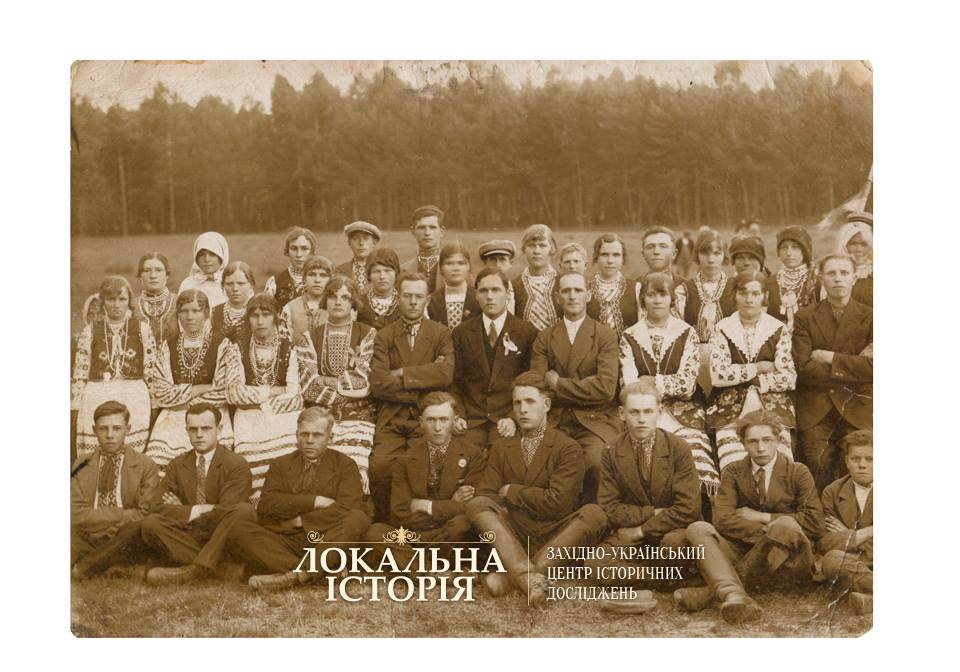 ЛОКАЛЬНА
ІСТОРІЯ
ЗАХІДНО-УКРАЇНСЬКИЙ
ЦЕНТР ІСТОРИЧНИХ
ДОСЛІДЖЕНЬ